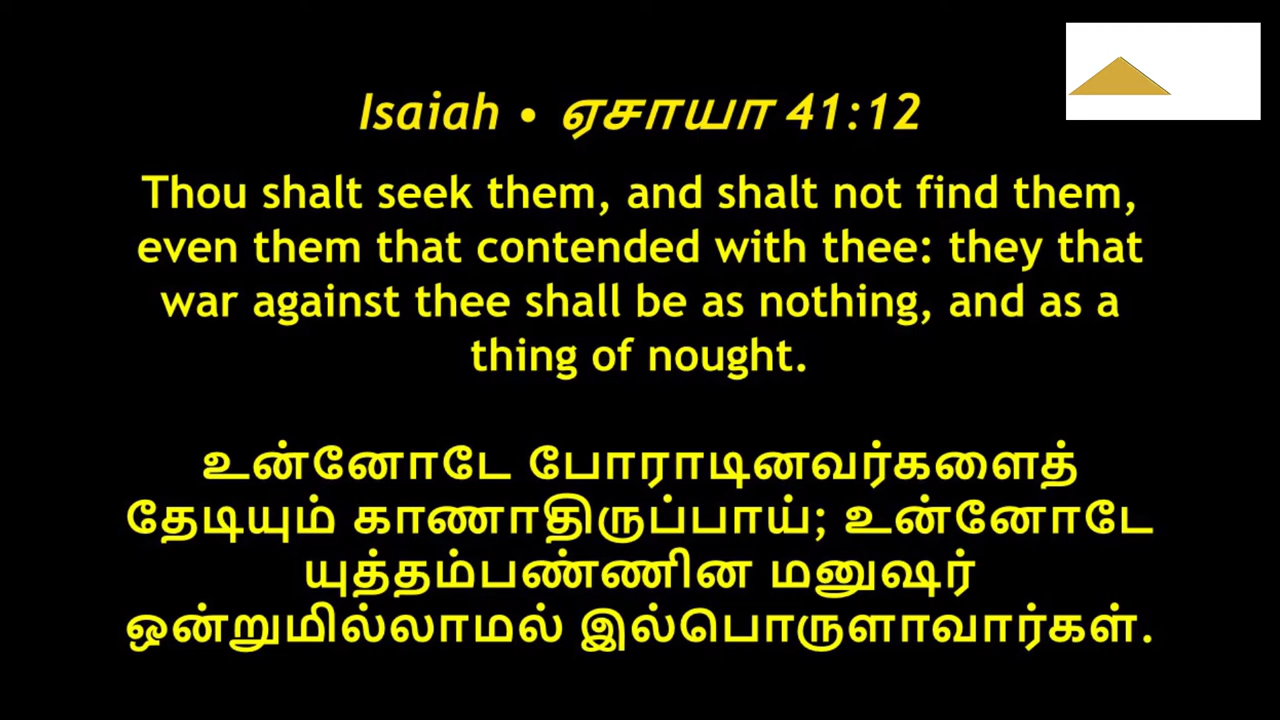 Isaiah • ஏசாயா 41:12
Thou shalt seek them, and shalt not find them,
even them that contended with thee: they that
war against thee shall be as nothing, and as a
thing of nought.
உன்னோடே போராடினவர்களைத்
தேடியும் காணாதிருப்பாய்; உன்னோடே
யுத்தம்பண்ணின மனுஷர்
ஒன்றுமில்லாமல் இல்பொருளாவார்கள்.